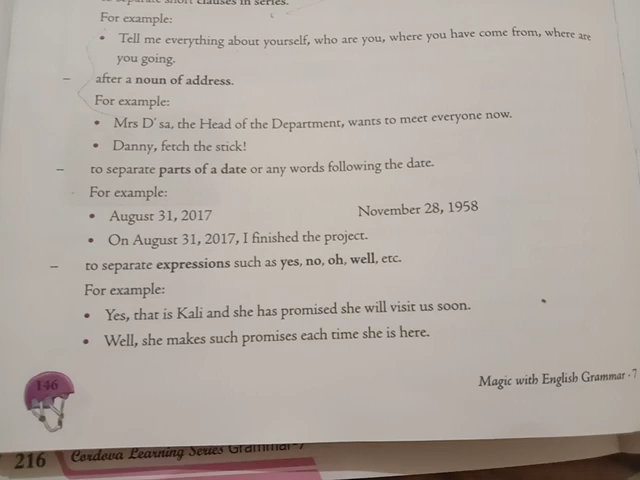 to separate short clauses in series.
For example:
• Tell me everything about yourself, who are you, where you have come from, where are
you going.
– after a noun of address.
For example:
• Mrs D'sa, the Head of the Department, wants to meet everyone now.
• Danny, fetch the stick!
– to separate parts of a date or any words following the date.
For example:
• August 31, 2017 November 28, 1958
• On August 31, 2017, I finished the project.
– to separate expressions such as yes, no, oh, well, etc.
For example:
• Yes, that is Kali and she has promised she will visit us soon.
• Well, she makes such promises each time she is here.
146
Magic with English Grammar - 7
216 Cordova Learning Series Grammar-7